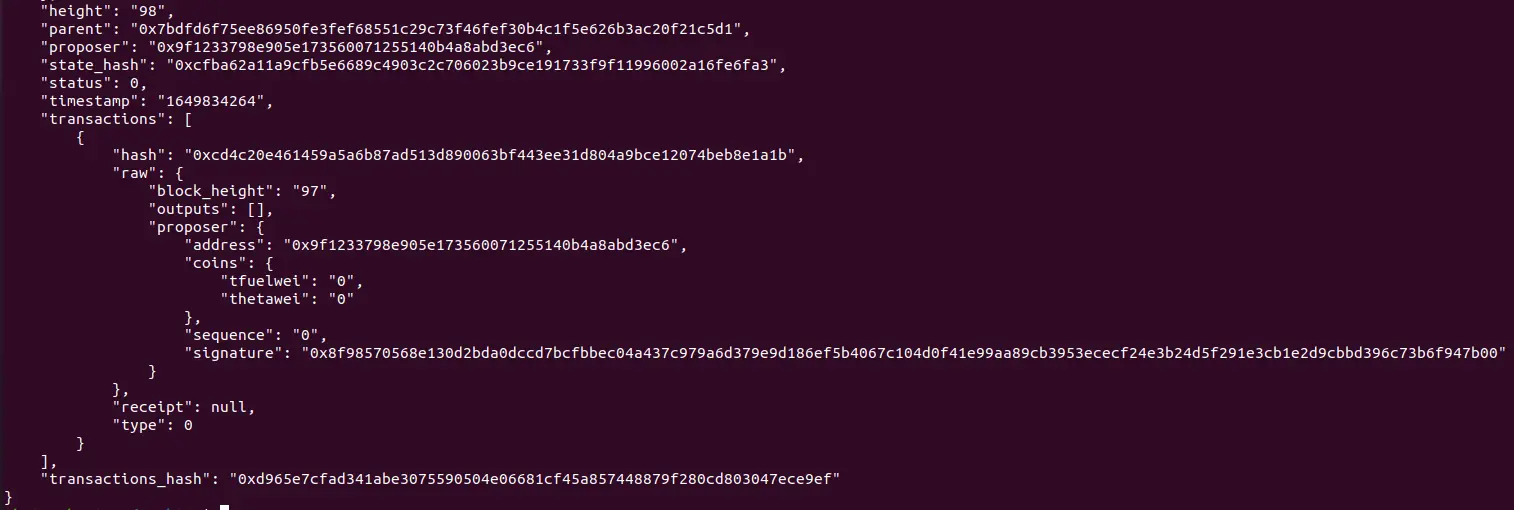 "height": "98",
"parent": "0x7bdfd6f75ee86950fe3fef68551c29c73f46fef30b4c1f5e626b3ac20f21c5d1",
"proposer": "0x9f1233798e905e173560071255140b4a8abd3ec6",
"state_hash": "0xcfba62a11a9cfb5e6689c4903c2c706023b9ce191733f9f11996002a16fe6fa3",
"status": 0,
"timestamp": "1649834264",
"transactions": [
{
"hash": "0xcd4c20e461459a5a6b87ad513d890063bf443ee31d804a9bce12074beb8e1a1b",
"raw": {
"block_height": "97",
"outputs": [],
"proposer": {
"address": "0x9f1233798e905e173560071255140b4a8abd3ec6",
"coins": {
"tfuelwei": "0",
"thetawei": "0"
},
"sequence": "0",
"signature": "0x8f98570568e130d2bda0dccd7bcfbbec04a437c979a6d379e9d186ef5b4067c104d0f41e99aa89cb3953ececf24e3b24d5f291e3cb1e2d9cbbd396c73b6f947b00"
}
},
"receipt": null,
"type": 0
}
],
"transactions_hash": "0xd965e7cfad341abe3075590504e06681cf45a857448879f280cd803047ece9ef"
}